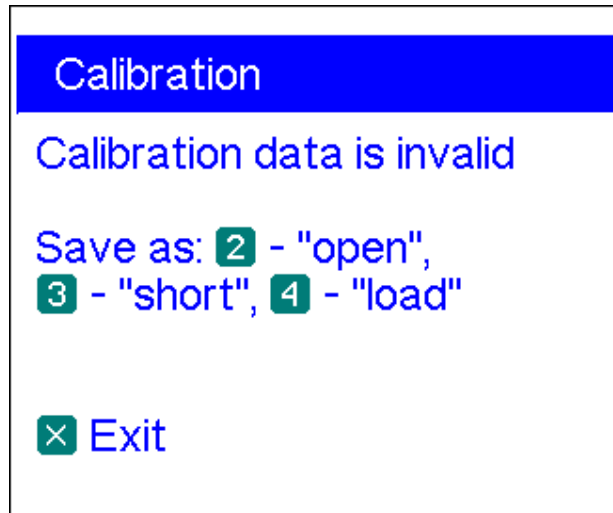 Calibration
Calibration data is invalid
Save as: 2 - "open",
3 - "short", 4 - "load"
× Exit